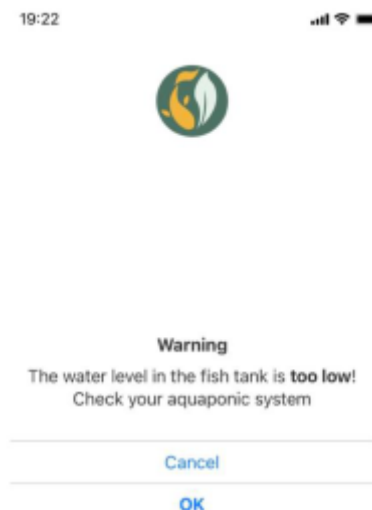 19:22
Warning
The water level in the fish tank is too low!
Check your aquaponic system
Cancel
OK